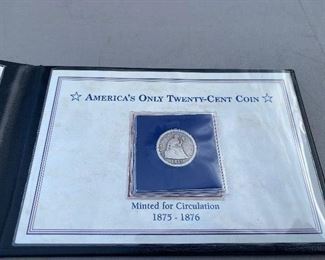 AMERICA'S ONLY TWENTY-CENT COIN
Minted for Circulation
1875 - 1876